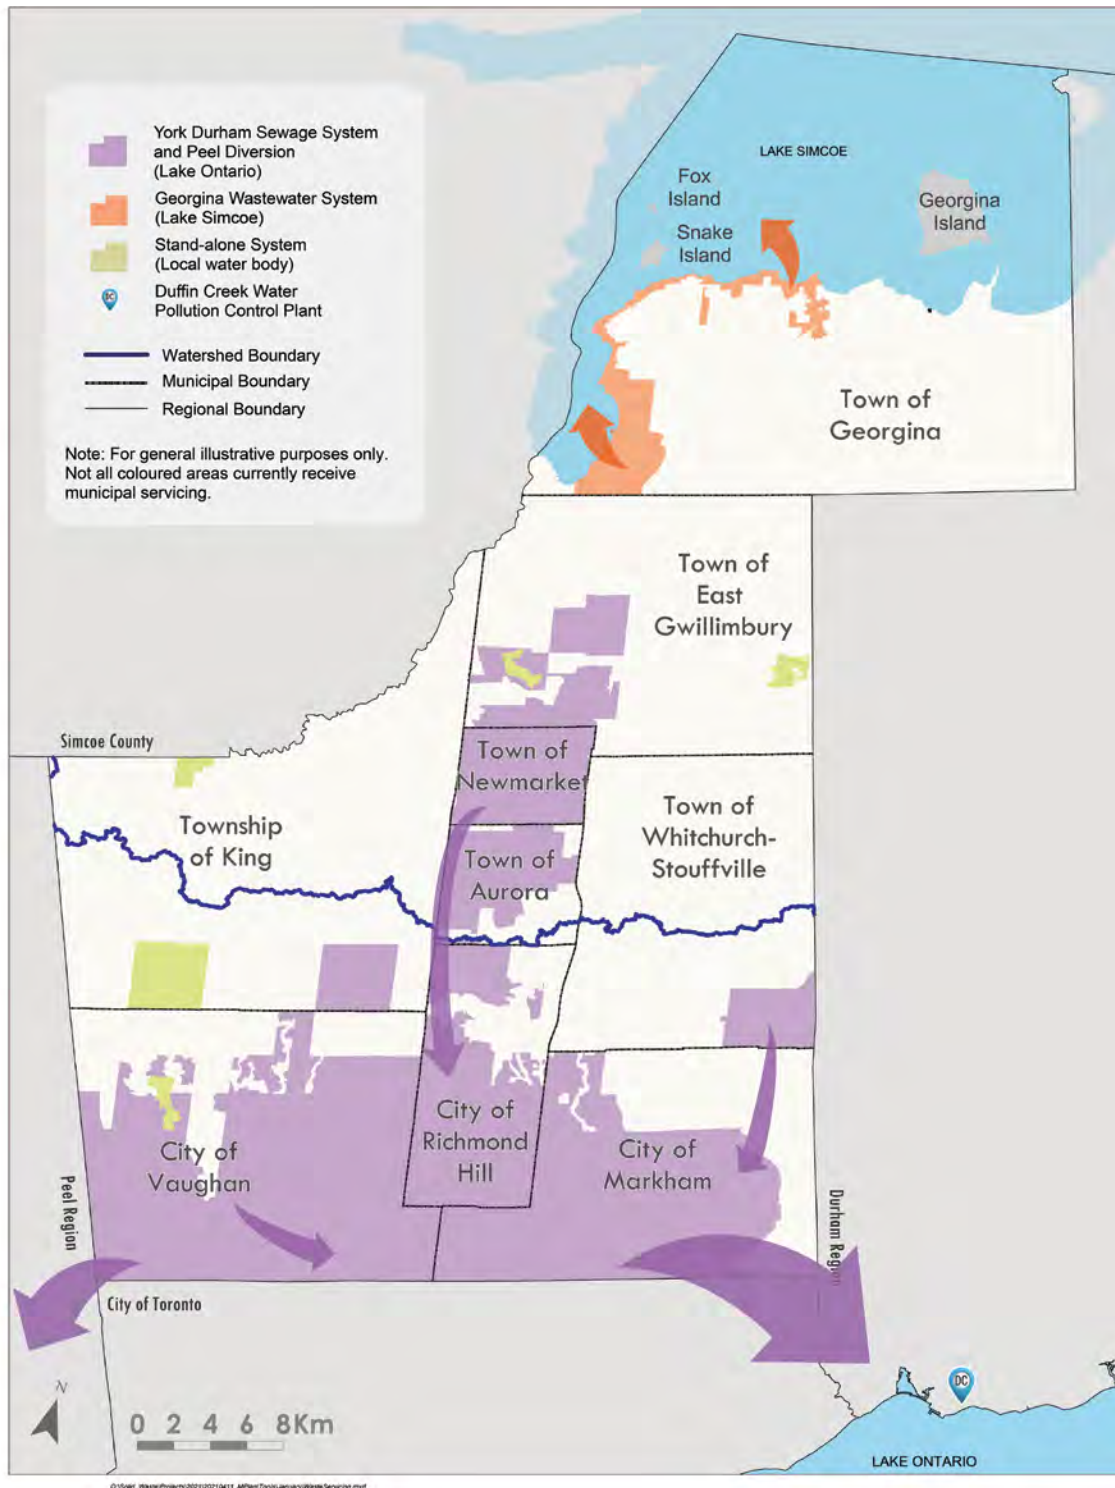 York Durham Sewage System
and Peel Diversion
(Lake Ontario)
Georgina Wastewater System
(Lake Simcoe)
Stand-alone System
(Local water body)
DC
Duffin Creek Water
Pollution Control Plant
Watershed Boundary
Municipal Boundary
Regional Boundary
Note: For general illustrative purposes only.
Not all coloured areas currently receive
municipal servicing.
LAKE SIMCOE
Fox
Island
Snake
Island
Georgina
Island
Town of
Georgina
Town of
East
Gwillimbury
Simcoe County
Town of
Newmarket
Township
of King
Town of
Whitchurch-
Stouffville
Town of
Aurora
City of
Richmond
Hill
City of
Vaughan
City of
Markham
Peel Region
Durham Region
City of Toronto
N
0 2 4 6 8Km
DC
LAKE ONTARIO